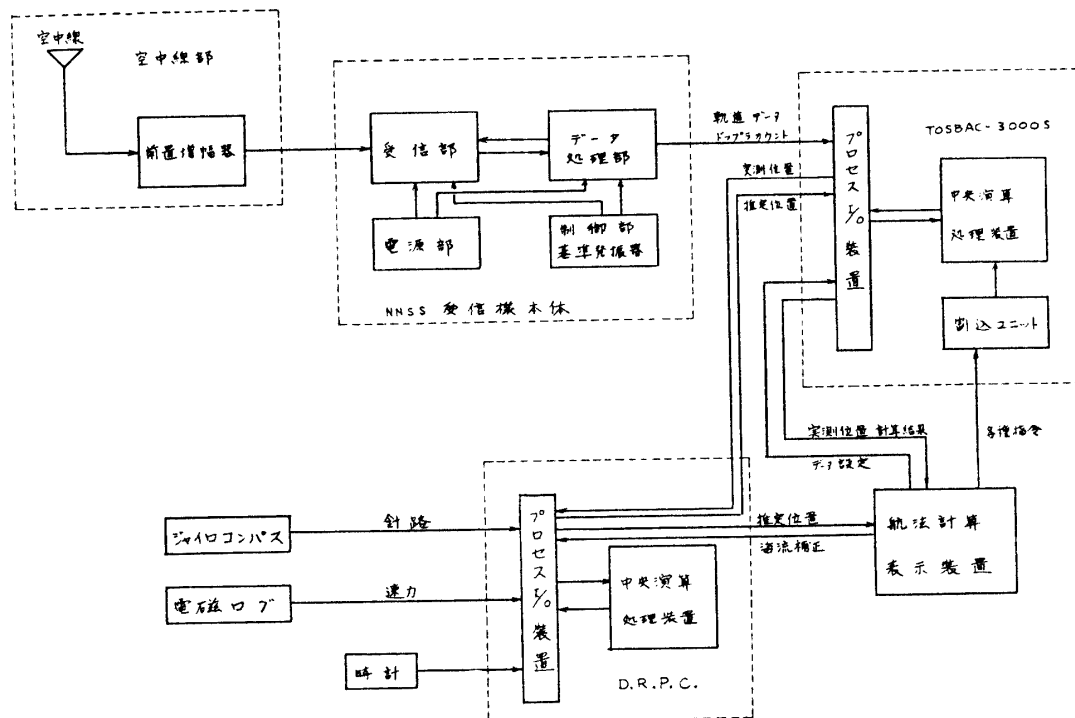 空中線
空中線部
前置増幅器
受信部
データ
処理部
電源部
制御部
基準発振器
NNSS 受信機本体
軌道データ
ドップラカウント
実測位置
推定位置
プロセスI/O装置
TOSBAC-3000S
中央演算
処理装置
割込ユニット
各種指令
実測位置計算結果
データ設定
航法計算
表示装置
推定位置
海流補正
ジャイロコンパス
針路
電磁ログ
速力
時計
プロセスI/O装置
中央演算
処理装置
D.R.P.C.